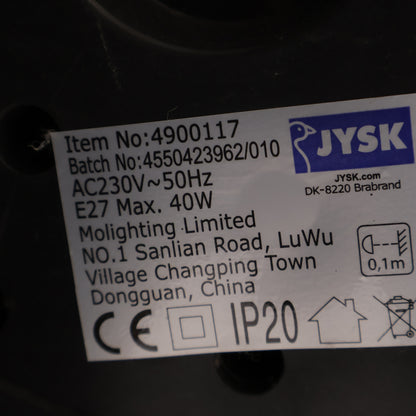 Item No:4900117
Batch No:4550423962/010
AC230V~50Hz
E27 Max. 40W
Molighting Limited
NO.1 Sanlian Road, LuWu
Village Changping Town
Dongguan, China
JYSK
JYSK.com
DK-8220 Brabrand
0,1m
CE IP20